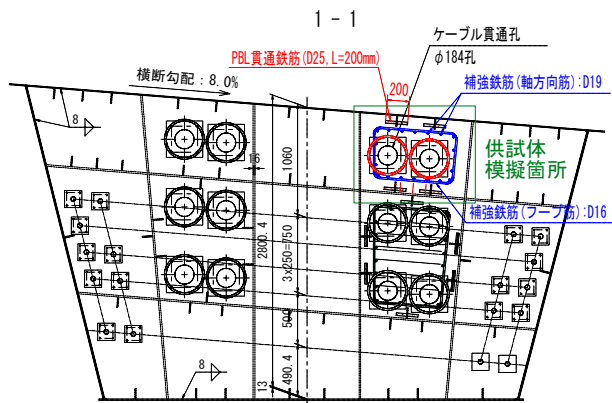 1 - 1
ケーブル貫通孔
φ184孔
PBL貫通鉄筋(D25,L=200mm)
横断勾配：8.0%
200
補強鉄筋(軸方向筋):D19
8
供試体
模擬箇所
16
1060
補強鉄筋(フープ筋):D16
2800.4
3x250=750
500
8
13
490.4